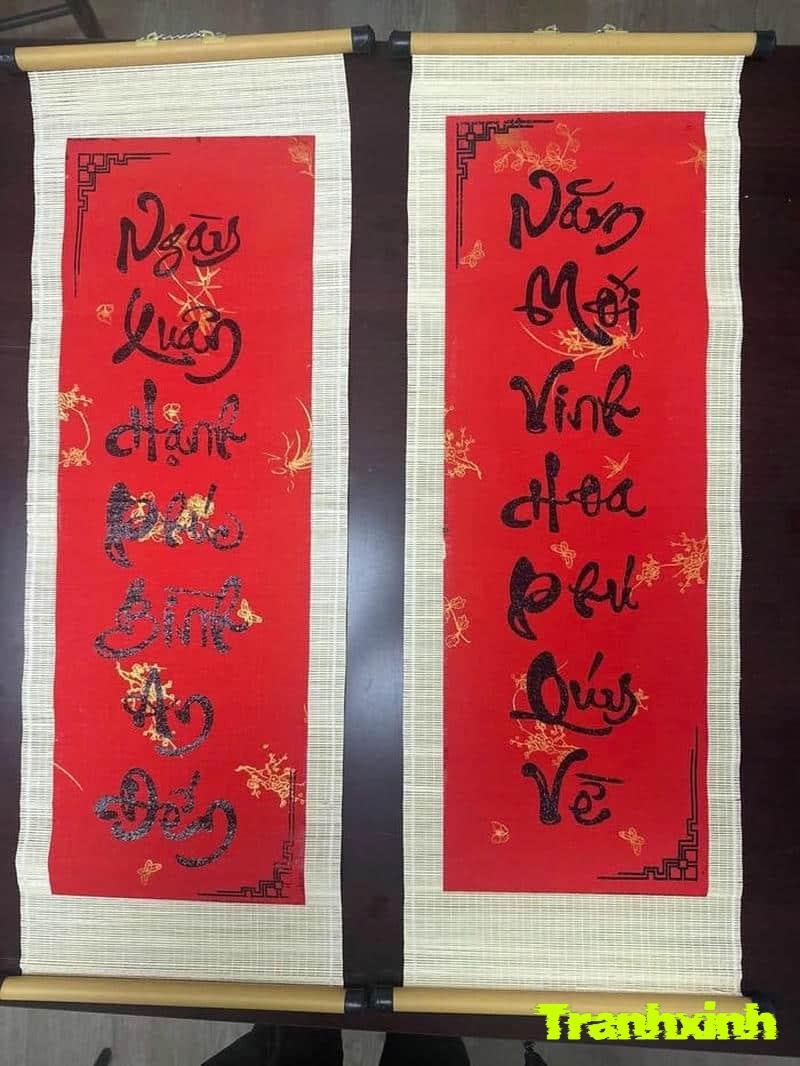 Ngày
Xuân
Hạnh
Phúc
Bình
An
Đến
Năm
Mới
Vinh
Hoa
Phú
Quý
Về
Tranhxinh